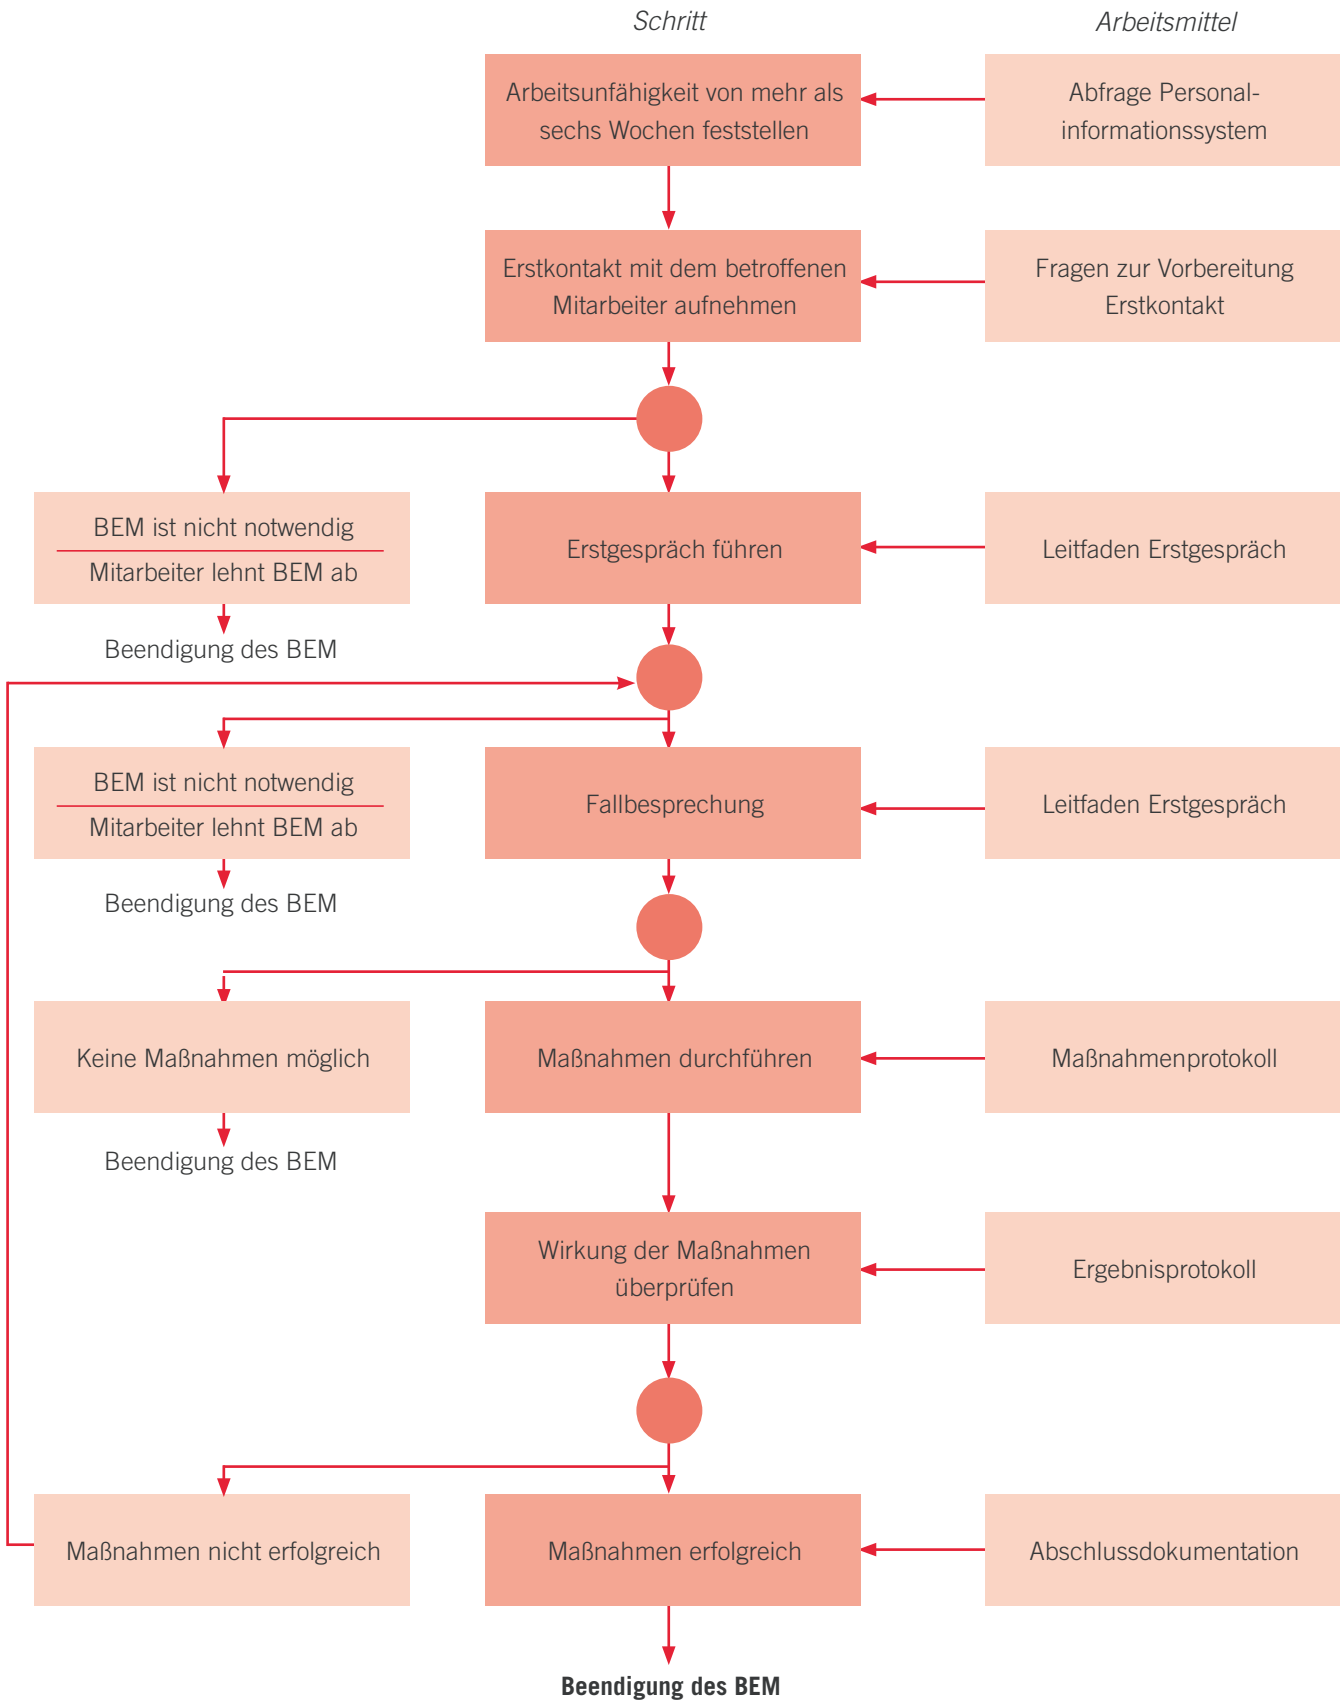 Schritt
Arbeitsmittel
Arbeitsunfähigkeit von mehr als
sechs Wochen feststellen
Abfrage Personal-
informationssystem
Erstkontakt mit dem betroffenen
Mitarbeiter aufnehmen
Fragen zur Vorbereitung
Erstkontakt
BEM ist nicht notwendig
Mitarbeiter lehnt BEM ab
Erstgespräch führen
Leitfaden Erstgespräch
Beendigung des BEM
BEM ist nicht notwendig
Mitarbeiter lehnt BEM ab
Fallbesprechung
Leitfaden Erstgespräch
Beendigung des BEM
Keine Maßnahmen möglich
Maßnahmen durchführen
Maßnahmenprotokoll
Beendigung des BEM
Wirkung der Maßnahmen
überprüfen
Ergebnisprotokoll
Maßnahmen nicht erfolgreich
Maßnahmen erfolgreich
Abschlussdokumentation
Beendigung des BEM